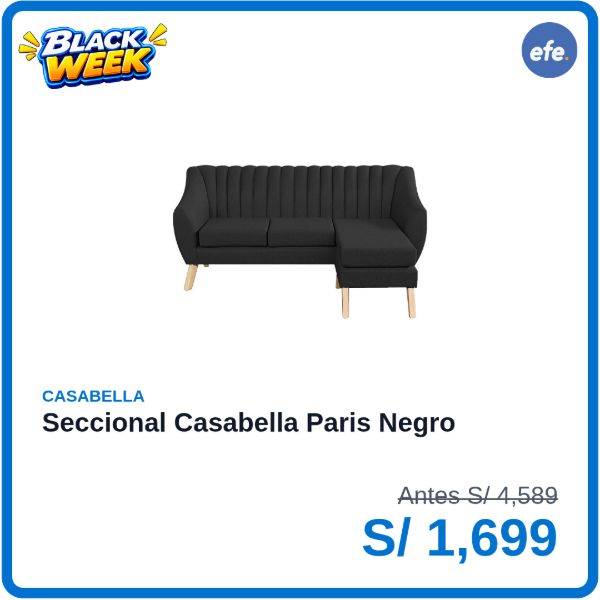 BLACK
WEEK
efe.
CASABELLA
Seccional Casabella Paris Negro
Antes S/ 4,589
S/ 1,699